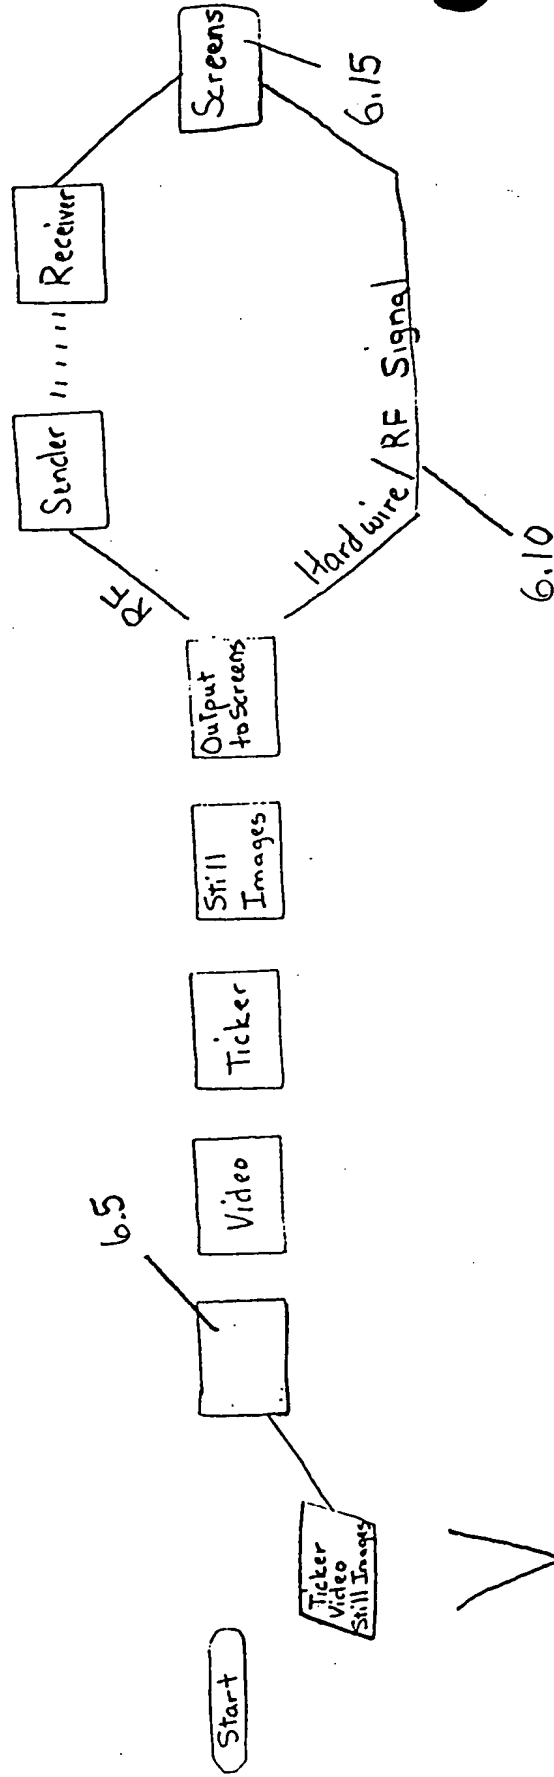 Start
Ticker
Video
Still Images
6.5
Video
Ticker
Still
Images
Output
to Screens
RF
Sender
Receiver
Hardwire/RF Signal
6.10
Screens
6.15